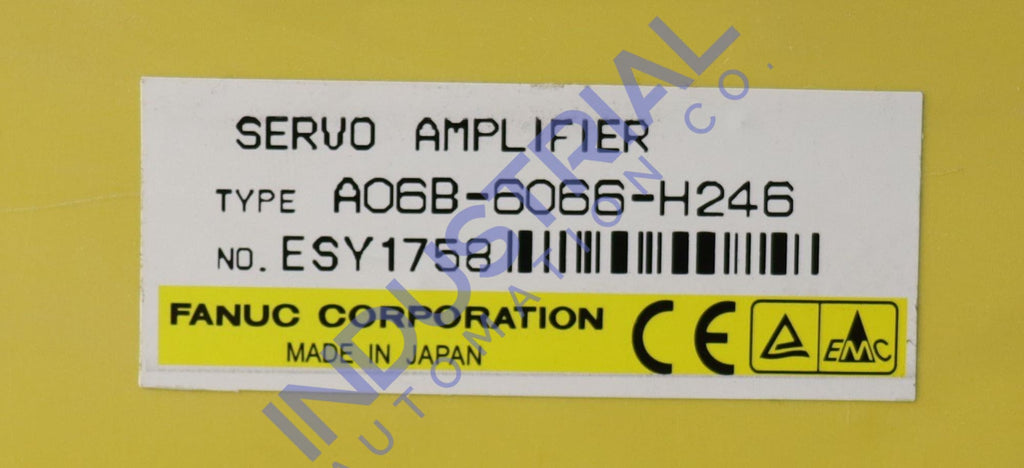 SERVO AMPLIFIER
TYPE A06B-6066-H246
NO. ESY1758
FANUC CORPORATION
MADE IN JAPAN
CE
EMC
INDUSTRIAL
AUTOMATION CO.